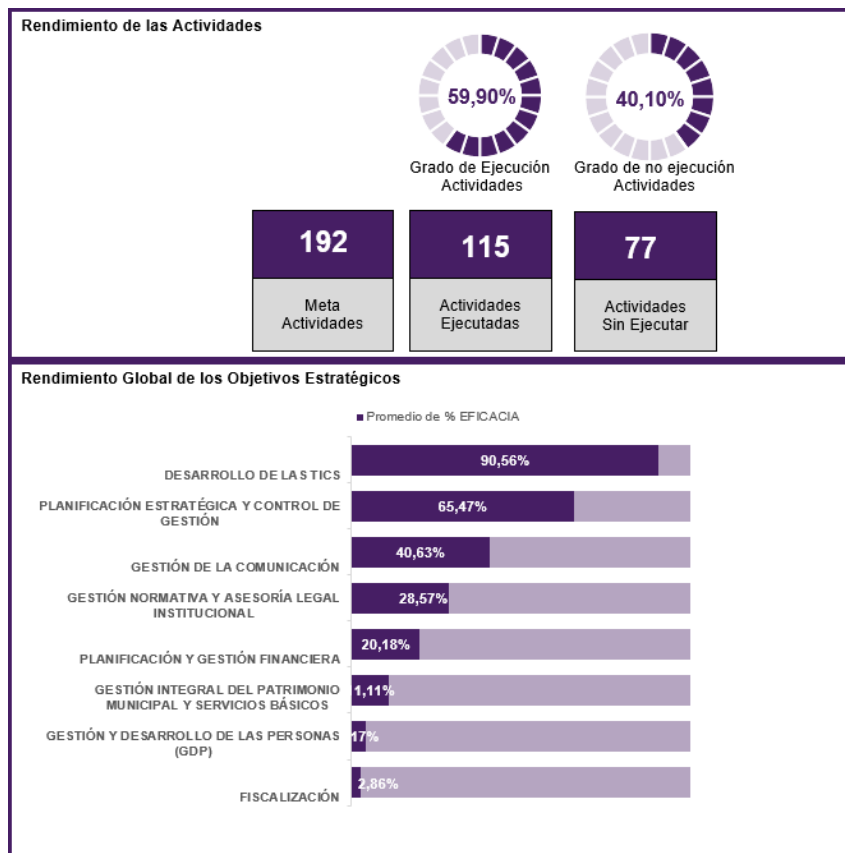 Rendimiento de las Actividades
59,90%
40,10%
Grado de Ejecución
Actividades
Grado de no ejecución
Actividades
192
115
77
Meta
Actividades
Actividades
Ejecutadas
Actividades
Sin Ejecutar
Rendimiento Global de los Objetivos Estratégicos
Promedio de % EFICACIA
DESARROLLO DE LAS TICS
90,56%
PLANIFICACIÓN ESTRATÉGICA Y CONTROL DE
GESTIÓN
65,47%
GESTIÓN DE LA COMUNICACIÓN
40,63%
GESTIÓN NORMATIVA Y ASESORÍA LEGAL
INSTITUCIONAL
28,57%
PLANIFICACIÓN Y GESTIÓN FINANCIERA
20,18%
GESTIÓN INTEGRAL DEL PATRIMONIO
MUNICIPAL Y SERVICIOS BÁSICOS
1,11%
GESTIÓN Y DESARROLLO DE LAS PERSONAS
(GDP)
17%
FISCALIZACIÓN
2,86%